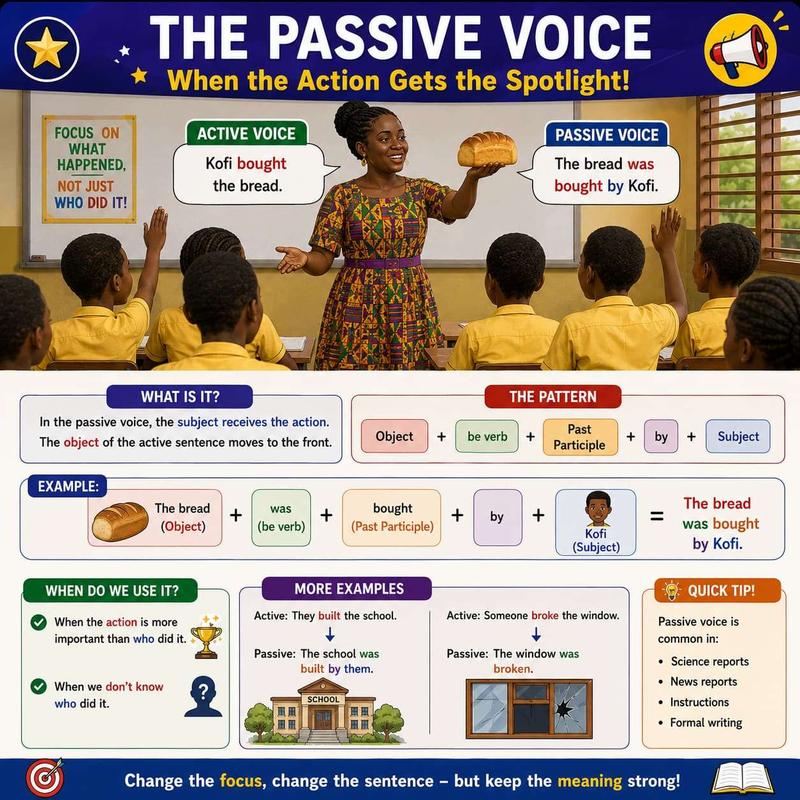 THE PASSIVE VOICE
When the Action Gets the Spotlight!
FOCUS ON
WHAT
HAPPENED,
NOT JUST
WHO DID IT!
ACTIVE VOICE
Kofi bought
the bread.
PASSIVE VOICE
The bread was
bought by Kofi.
WHAT IS IT?
In the passive voice, the subject receives the action.
The object of the active sentence moves to the front.
THE PATTERN
Object + be verb + Past Participle + by + Subject
EXAMPLE:
The bread
(Object)
+
was
(be verb)
+
bought
(Past Participle)
+
by
+
Kofi
(Subject)
=
The bread
was bought
by Kofi.
WHEN DO WE USE IT?
When the action is more
important than who did it.
When we don't know
who did it.
MORE EXAMPLES
Active: They built the school.
Passive: The school was
built by them.
SCHOOL
Active: Someone broke the window.
Passive: The window was
broken.
QUICK TIP!
Passive voice is
common in:
• Science reports
• News reports
• Instructions
• Formal writing
?
Change the focus, change the sentence – but keep the meaning strong!